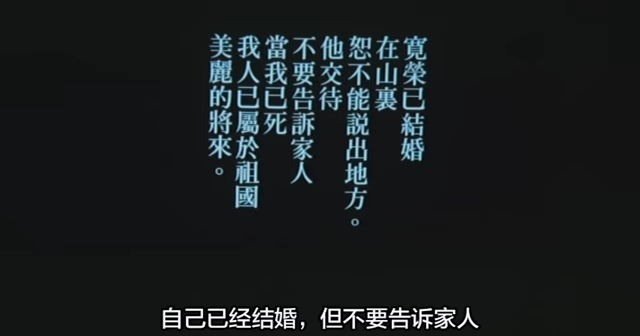 寬榮已結婚
在山裏
恕不能說出地方。
他交待
不要告訴家人
當我已死
我人已屬於祖國
美麗的將來。
自己已经结婚，但不要告诉家人